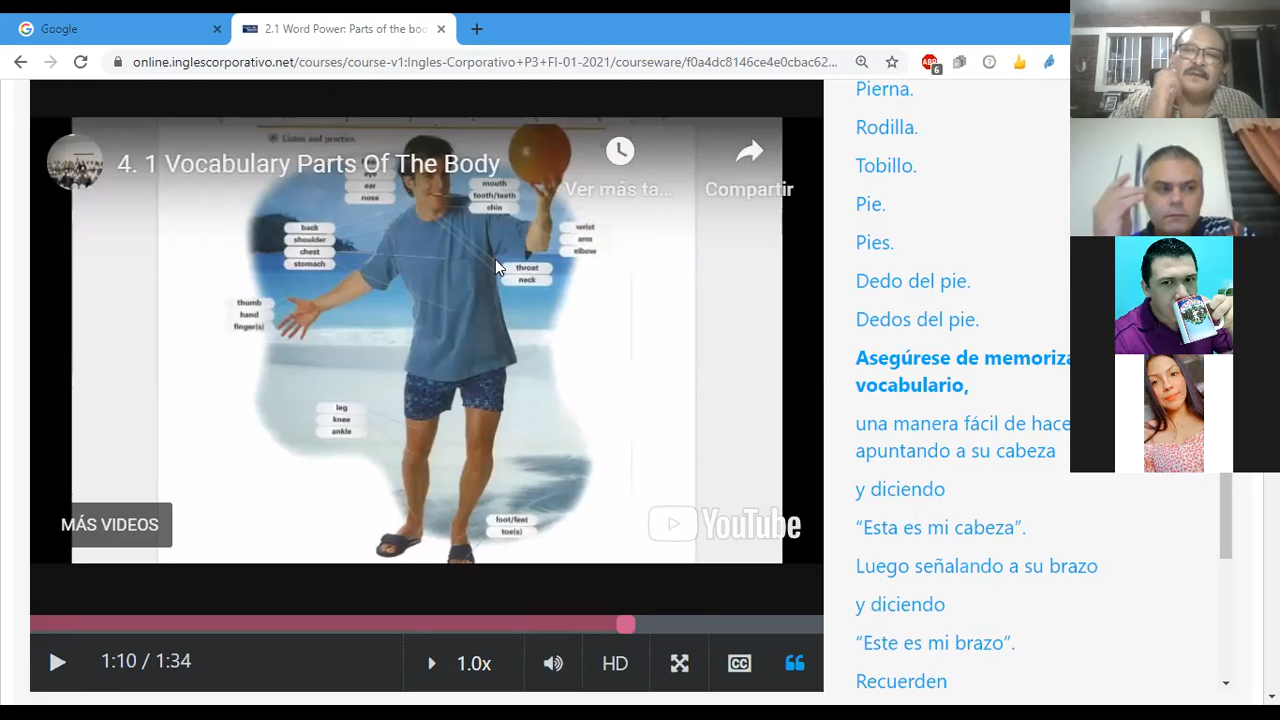 Google
2.1 Word Power: Parts of the bod
online.inglescorporativo.net/courses/course-v1:Ingles-Corporativo+P3+FI-01-2021/courseware/f0a4dc8146ce4e0cbac62...
ABP
6
Listen and practice.
4. 1 Vocabulary Parts Of The Body
Ver más ta...
Compartir
ear
nose
mouth
tooth/teeth
chin
back
shoulder
chest
stomach
wrist
arm
elbow
throat
neck
thumb
hand
finger(s)
leg
knee
ankle
foot/feet
toe(s)
MÁS VIDEOS
YouTube
1:10 / 1:34
1.0x
HD
CC
Pierna.
Rodilla.
Tobillo.
Pie.
Pies.
Dedo del pie.
Dedos del pie.
Asegúrese de memoriza
vocabulario,
una manera fácil de hace
apuntando a su cabeza
y diciendo
“Esta es mi cabeza”.
Luego señalando a su brazo
y diciendo
“Este es mi brazo”.
Recuerden